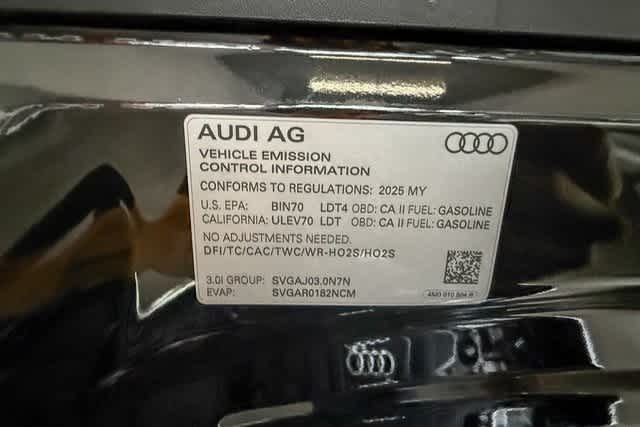 AUDI AG
VEHICLE EMISSION
CONTROL INFORMATION
CONFORMS TO REGULATIONS: 2025 MY
U.S. EPA: BIN70 LDT4 OBD: CA II FUEL: GASOLINE
CALIFORNIA: ULEV70 LDT OBD: CA II FUEL: GASOLINE
NO ADJUSTMENTS NEEDED.
DFI/TC/CAC/TWC/WR-HO2S/HO2S
3.0l GROUP: SVGAJ03.0N7N
EVAP: SVGAR0182NCM